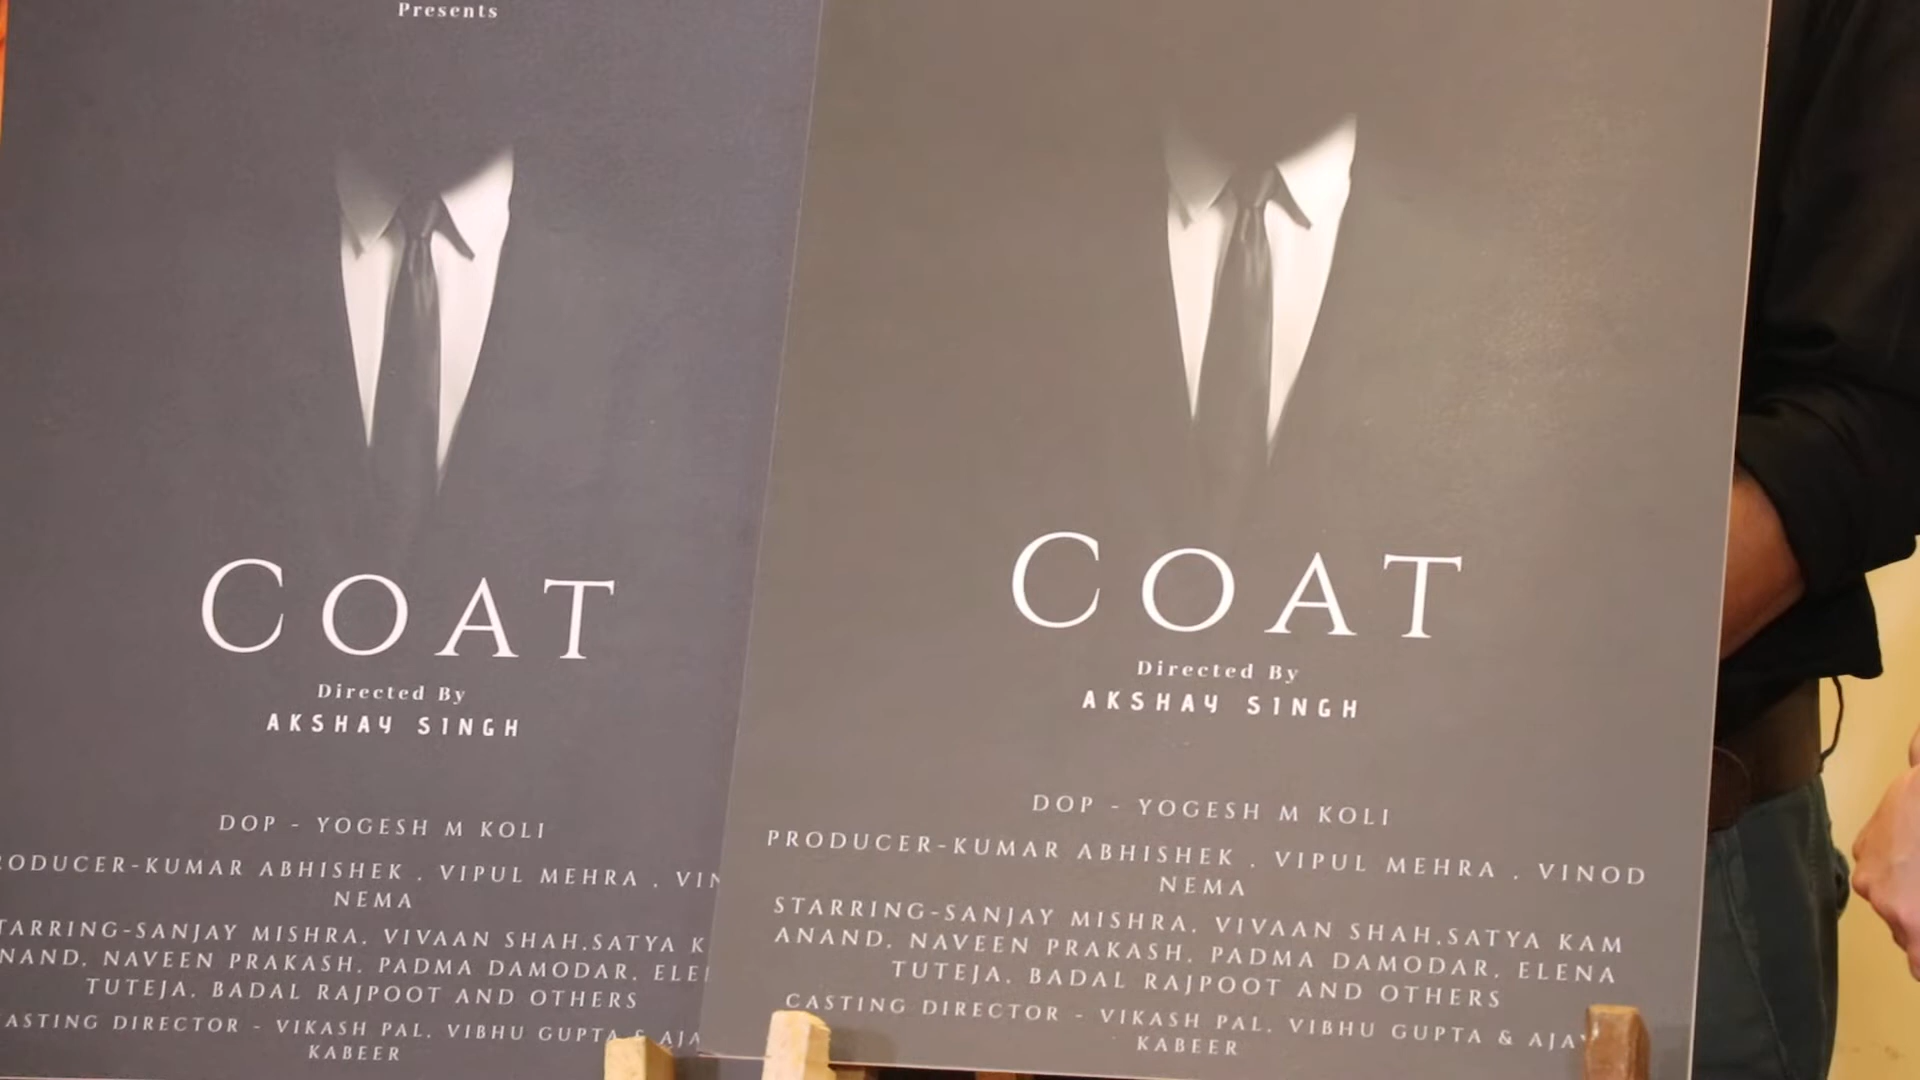 Presents
COAT
Directed By
AKSHAY SINGH
DOP - YOGESH M KOLI
RODUCER-KUMAR ABHISHEK . VIPUL MEHRA . VIN
NEMA
TARRING-SANJAY MISHRA, VIVAAN SHAH,SATYA K
NAND, NAVEEN PRAKASH, PADMA DAMODAR, ELE
TUTEJA, BADAL RAJPOOT AND OTHERS
ASTING DIRECTOR - VIKASH PAL, VIBHU GUPTA & AJA
KABEER
COAT
Directed By
AKSHAY SINGH
DOP - YOGESH M KOLI
PRODUCER-KUMAR ABHISHEK . VIPUL MEHRA . VINOD
NEMA
STARRING-SANJAY MISHRA, VIVAAN SHAH,SATYA KAM
ANAND, NAVEEN PRAKASH, PADMA DAMODAR, ELENA
TUTEJA, BADAL RAJPOOT AND OTHERS
CASTING DIRECTOR - VIKASH PAL, VIBHU GUPTA & AJAY
KABEER